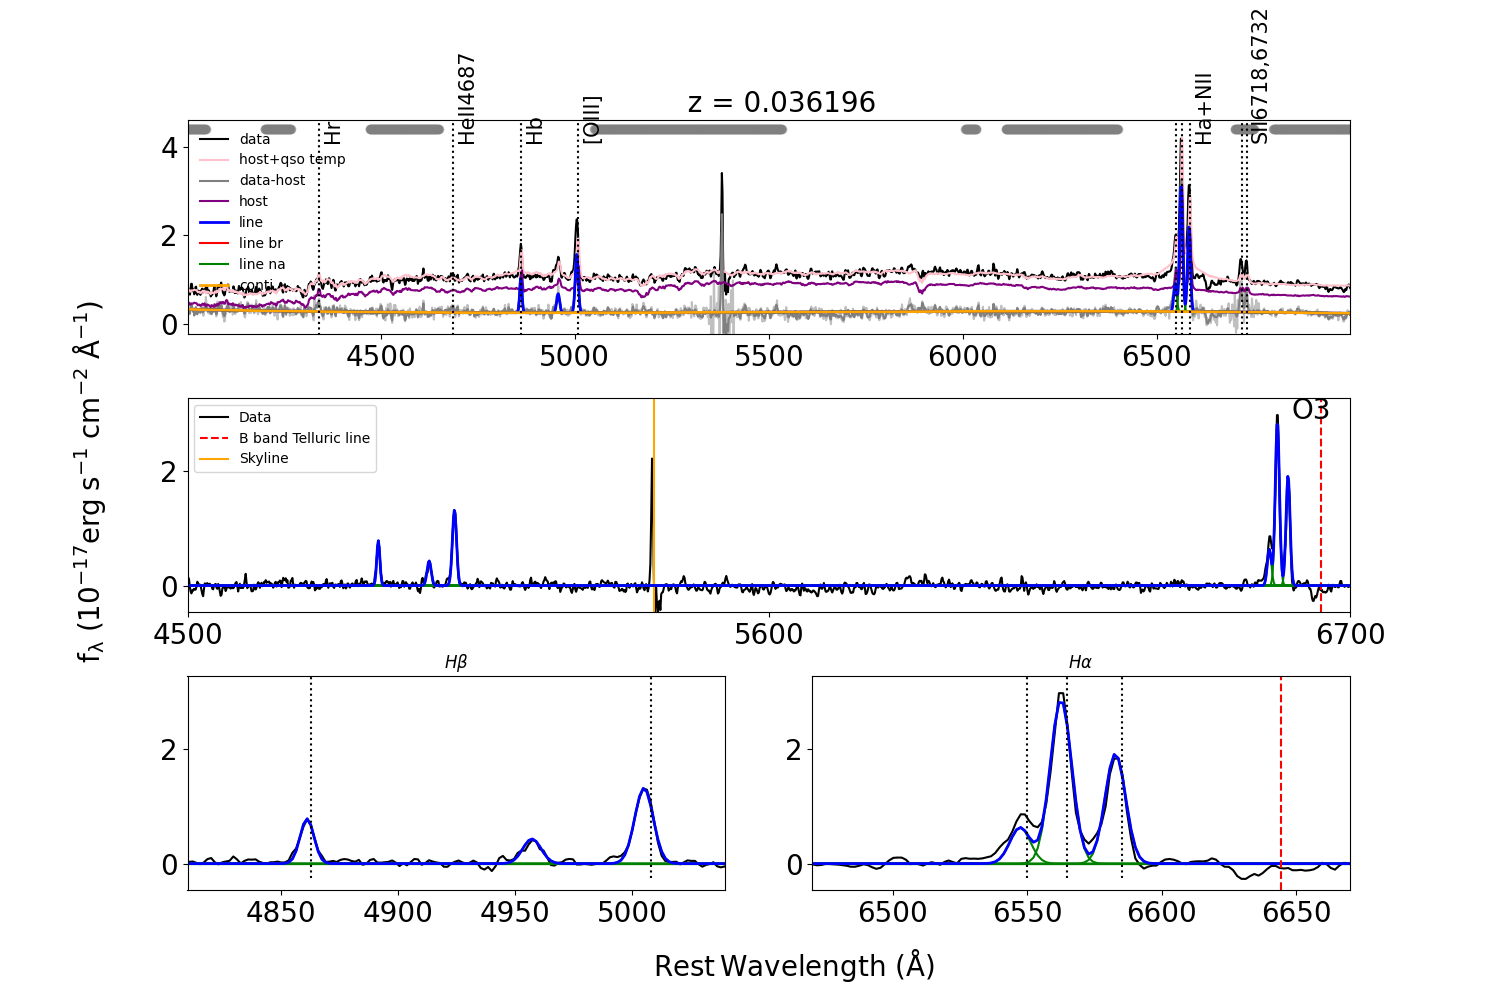 z = 0.036196
Hr
HeII4687
Hb
[OIII]
Ha+NII
SII6718,6732
data
host+qso temp
data-host
host
line
line br
line na
conti
4
2
0
4500
5000
5500
6000
6500
Data
B band Telluric line
Skyline
O3
2
0
4500
5600
6700
fλ (10⁻¹⁷erg s⁻¹ cm⁻² Å⁻¹)
Hβ
2
0
4850
4900
4950
5000
Hα
2
0
6500
6550
6600
6650
Rest Wavelength (Å)